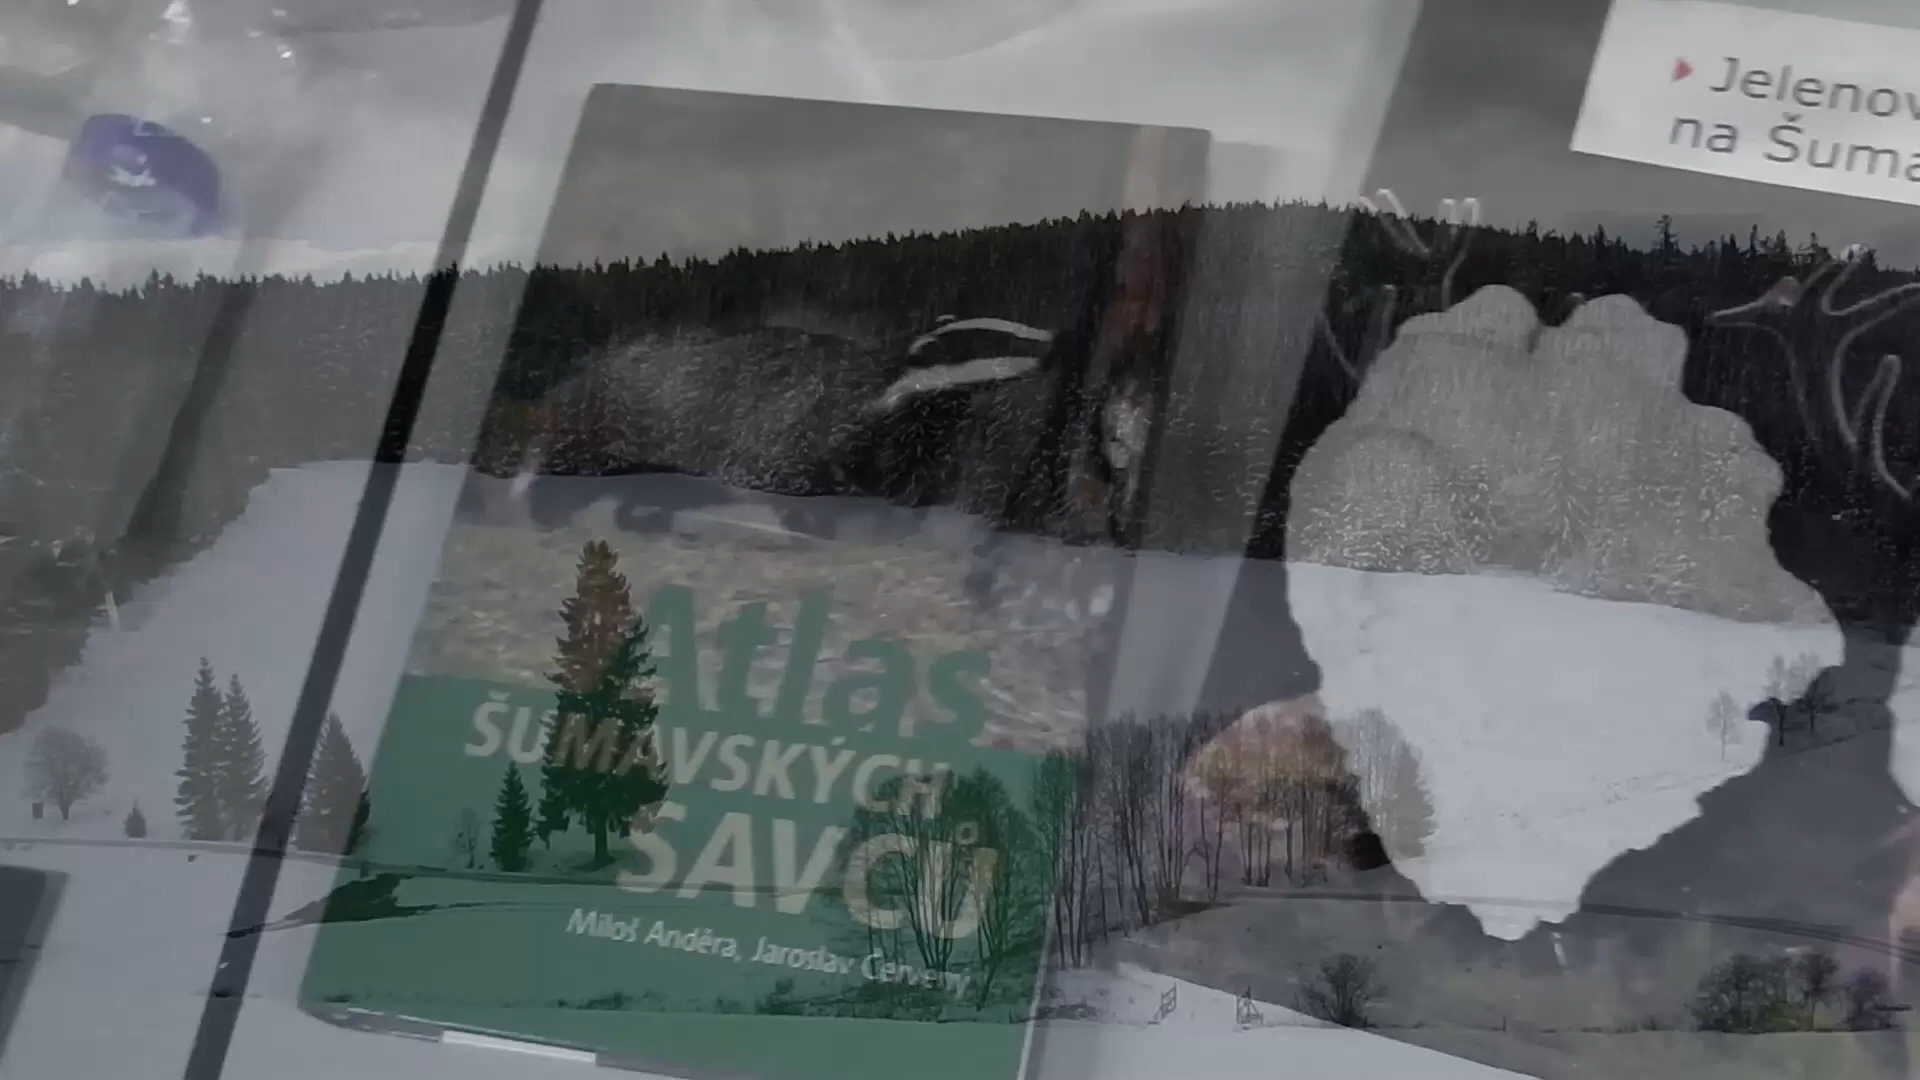 Jelenov
na Šuma
Atlas
ŠUMAVSKÝCH
SAVCŮ
Miloš Anděra, Jaroslav Červený